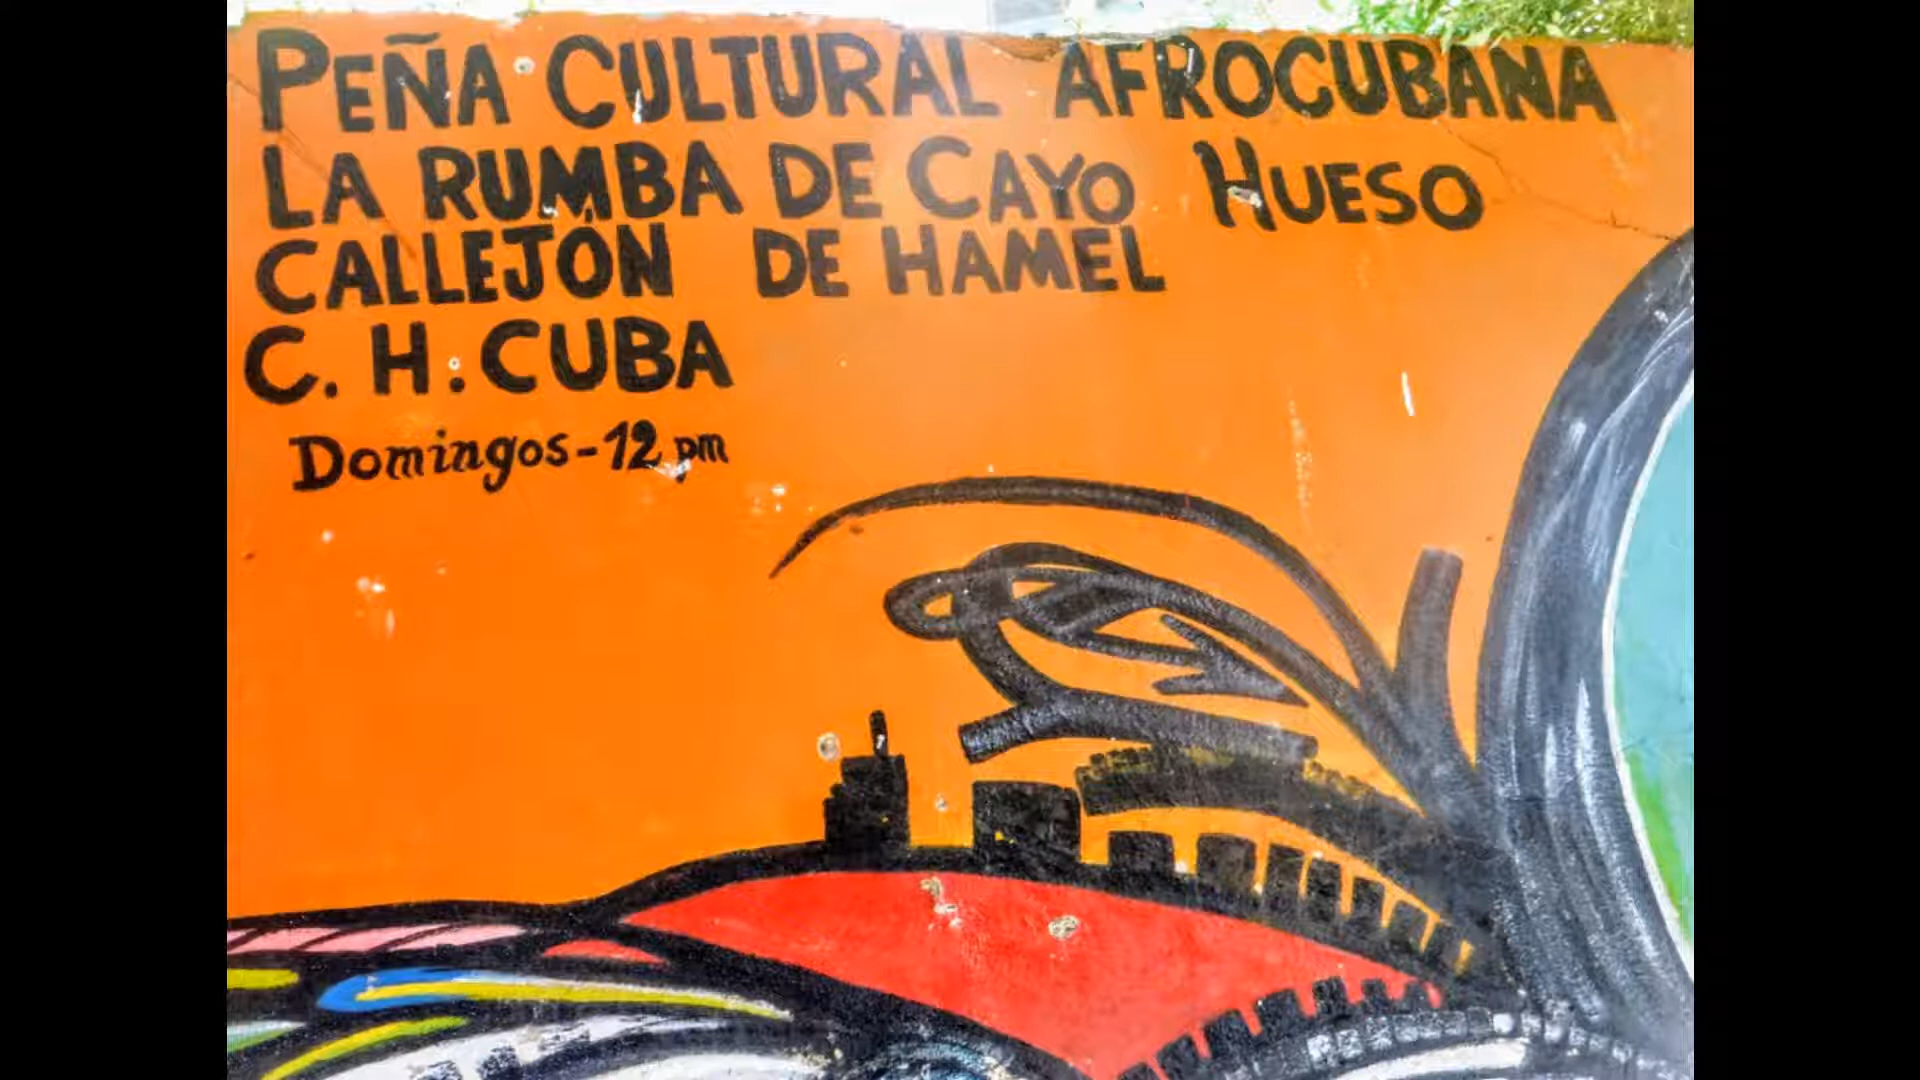 PEÑA CULTURAL AFROCUBANA
LA RUMBA DE CAYO HUESO
CALLEJÓN DE HAMEL
C. H. CUBA
Domingos-12 pm